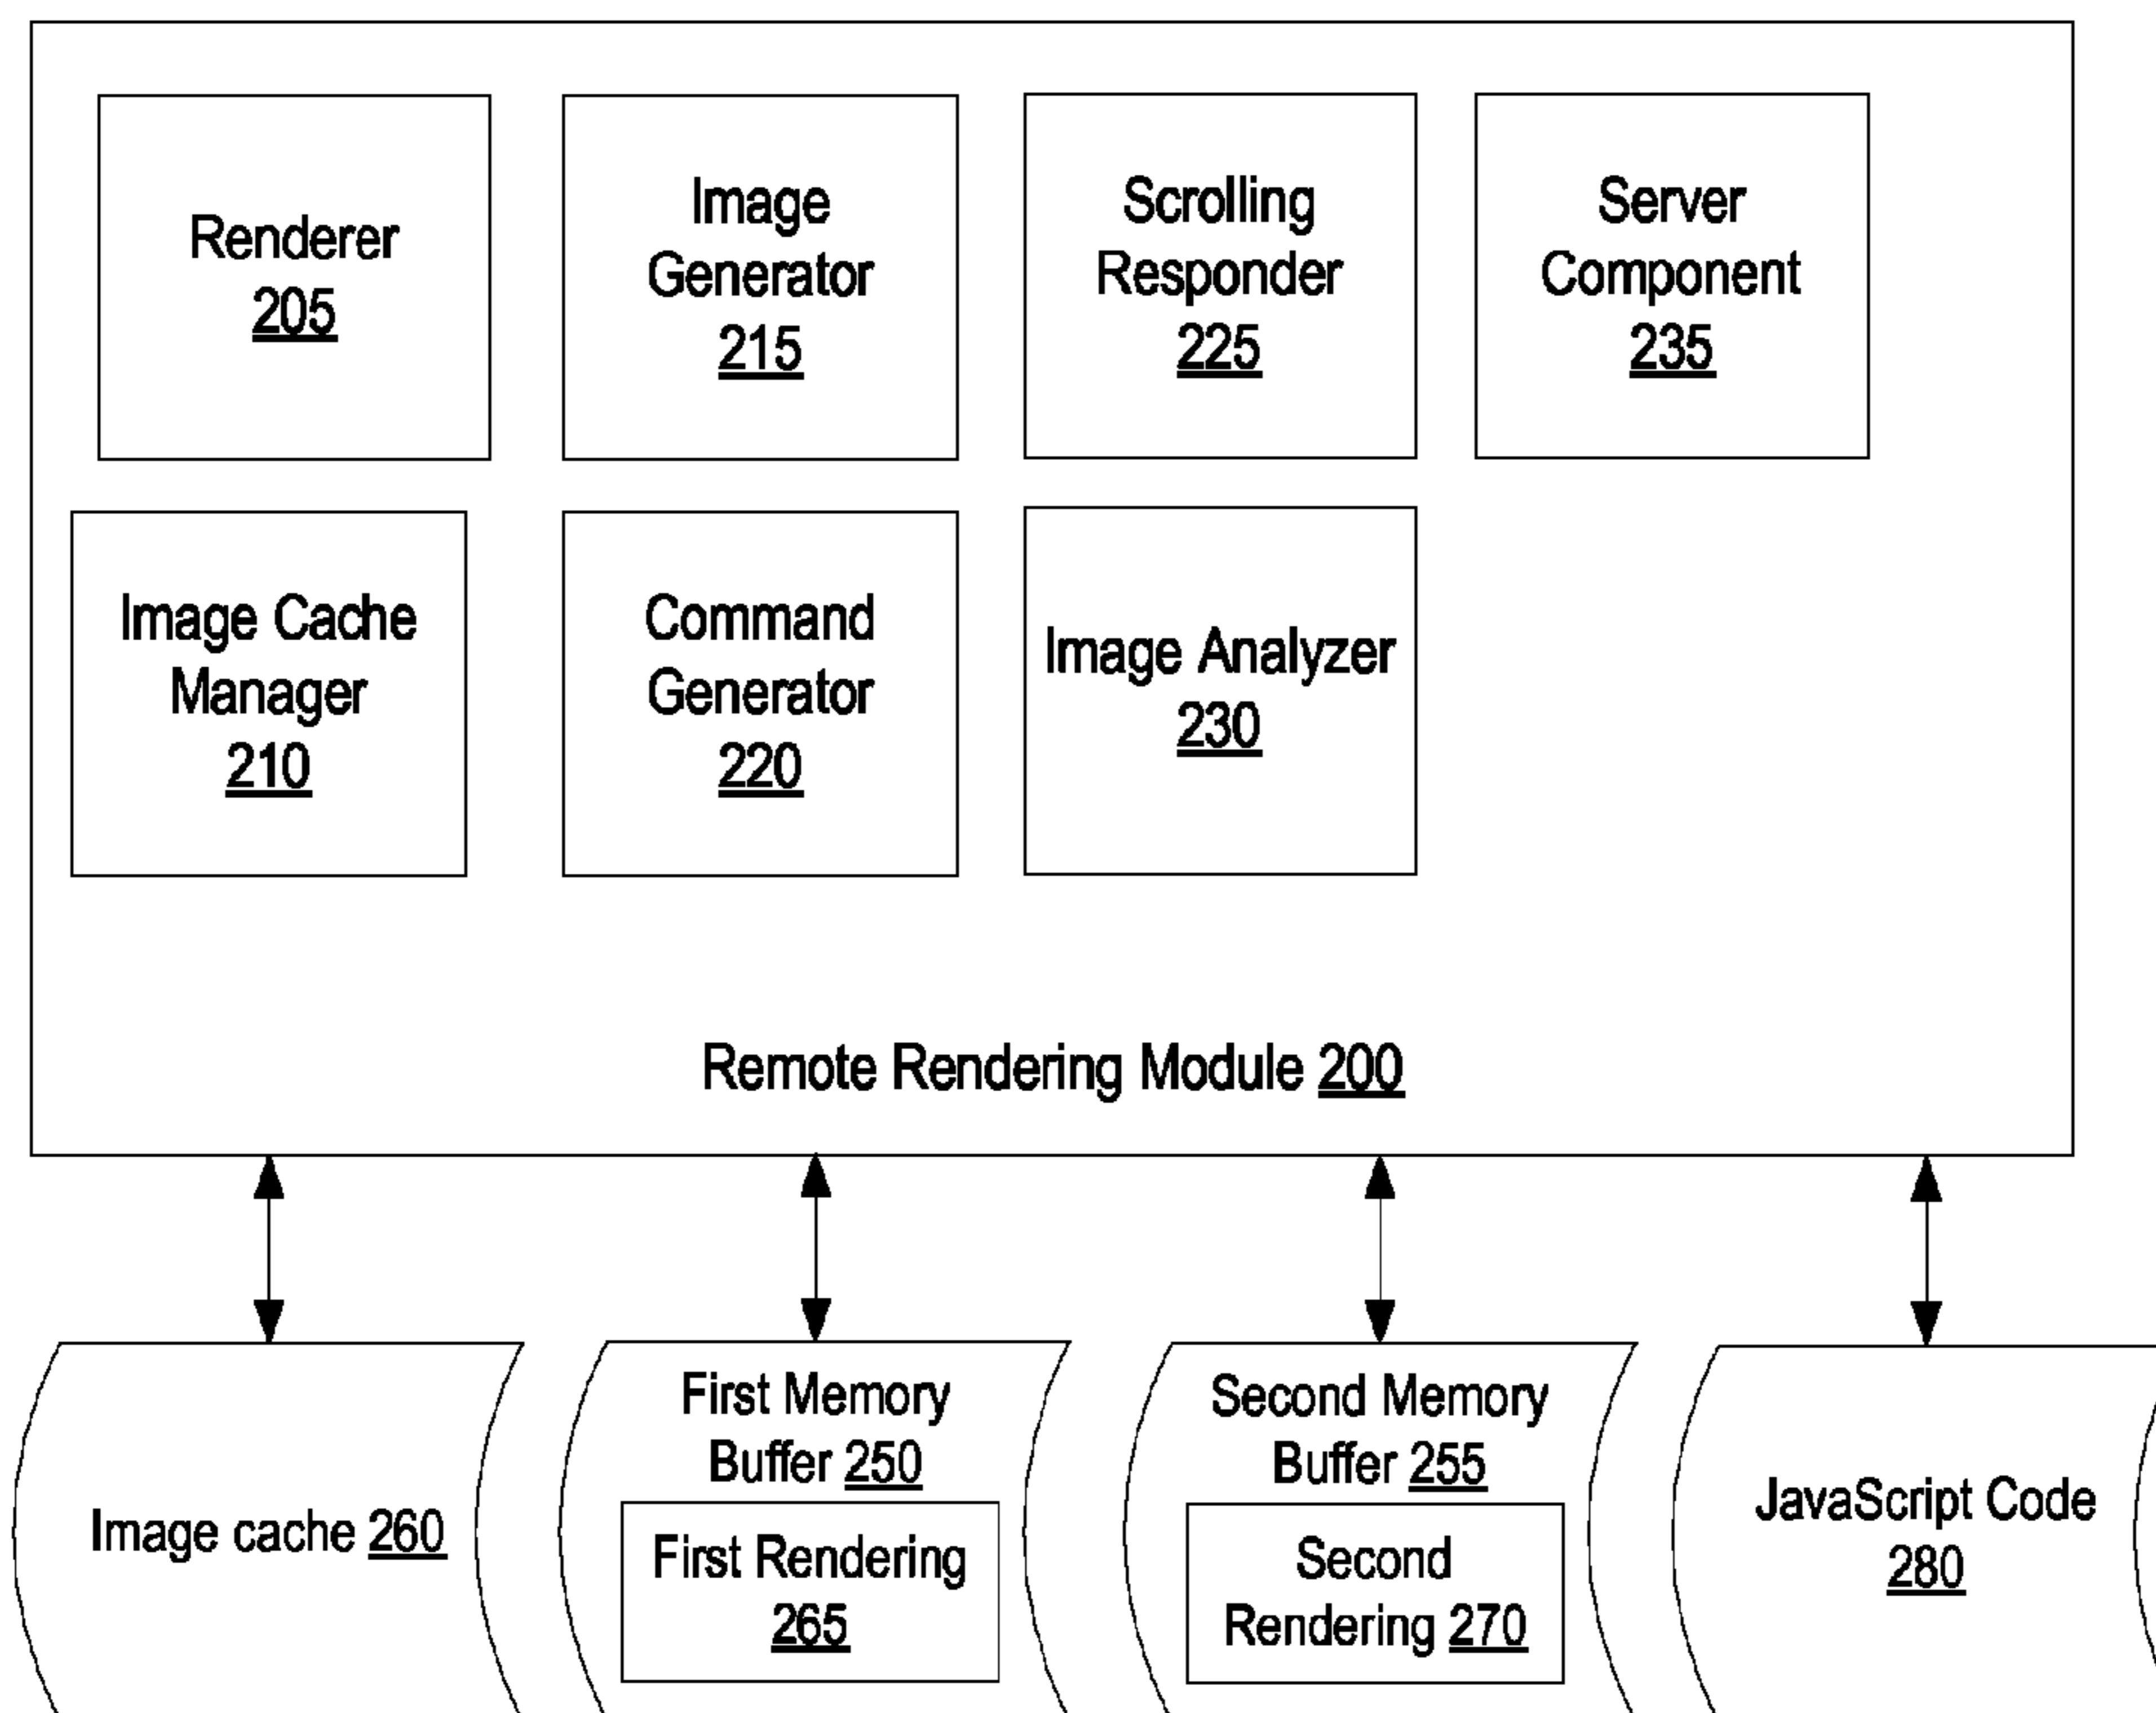 Renderer
205
Image
Generator
215
Scrolling
Responder
225
Server
Component
235
Image Cache
Manager
210
Command
Generator
220
Image Analyzer
230
Remote Rendering Module 200
Image cache 260
First Memory
Buffer 250
First Rendering
265
Second Memory
Buffer 255
Second
Rendering 270
JavaScript Code
280